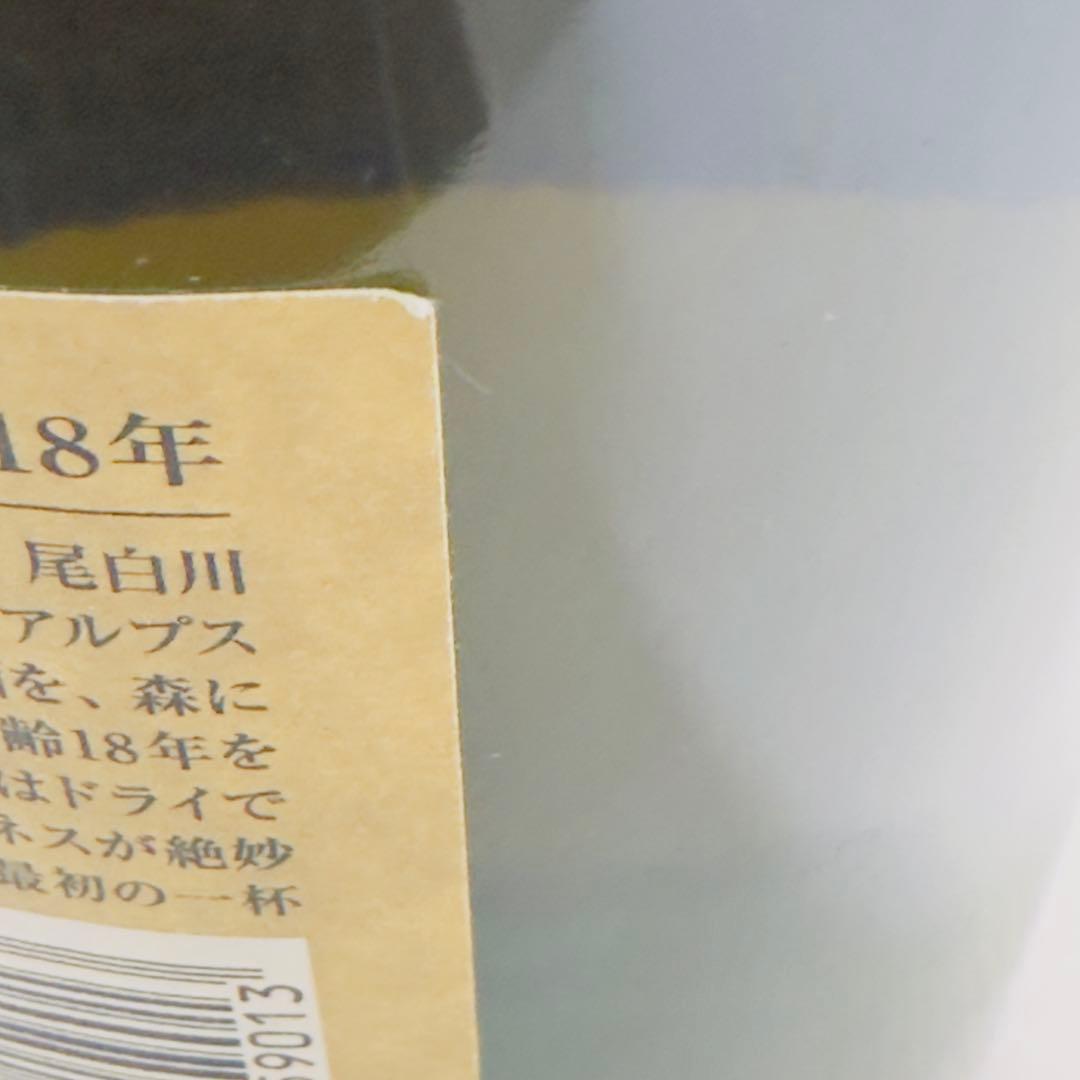 18年
尾白川
アルプス
を、森に
齢18年を
はドライで
ネスが絶妙
最初の一杯
59013